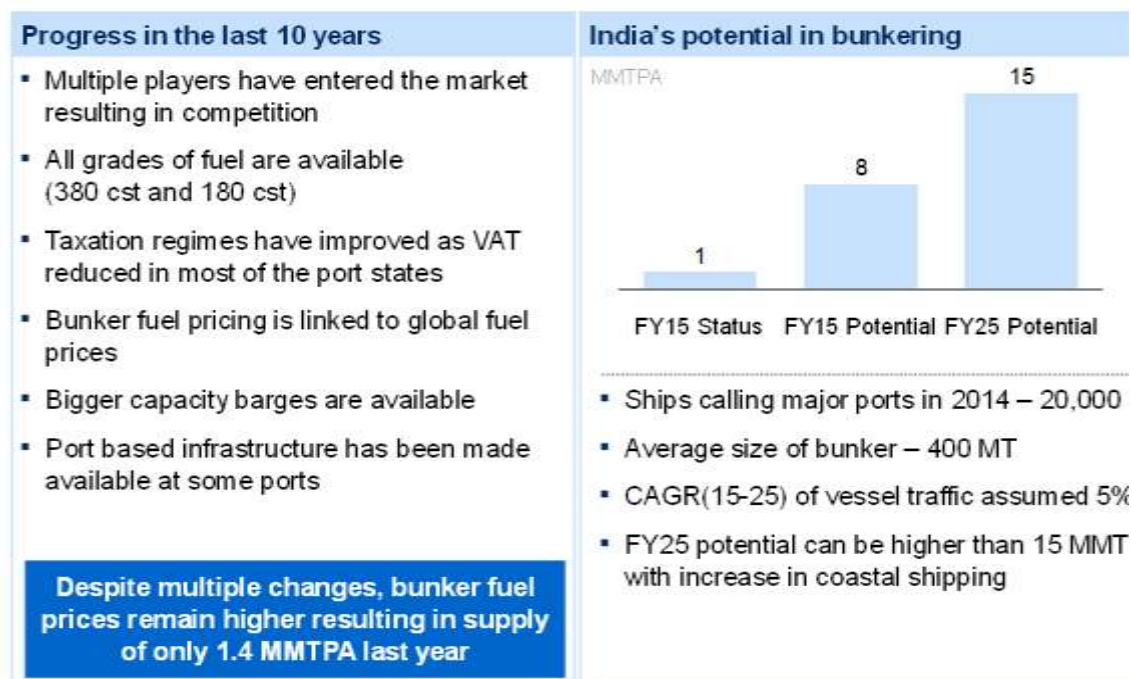 Progress in the last 10 years
▪ Multiple players have entered the market
resulting in competition
▪ All grades of fuel are available
(380 cst and 180 cst)
▪ Taxation regimes have improved as VAT
reduced in most of the port states
▪ Bunker fuel pricing is linked to global fuel
prices
▪ Bigger capacity barges are available
▪ Port based infrastructure has been made
available at some ports
Despite multiple changes, bunker fuel
prices remain higher resulting in supply
of only 1.4 MMTPA last year
India's potential in bunkering
MMTPA
15
8
1
FY15 Status FY15 Potential FY25 Potential
▪ Ships calling major ports in 2014 – 20,000
▪ Average size of bunker – 400 MT
▪ CAGR(15-25) of vessel traffic assumed 5%
▪ FY25 potential can be higher than 15 MMT
with increase in coastal shipping